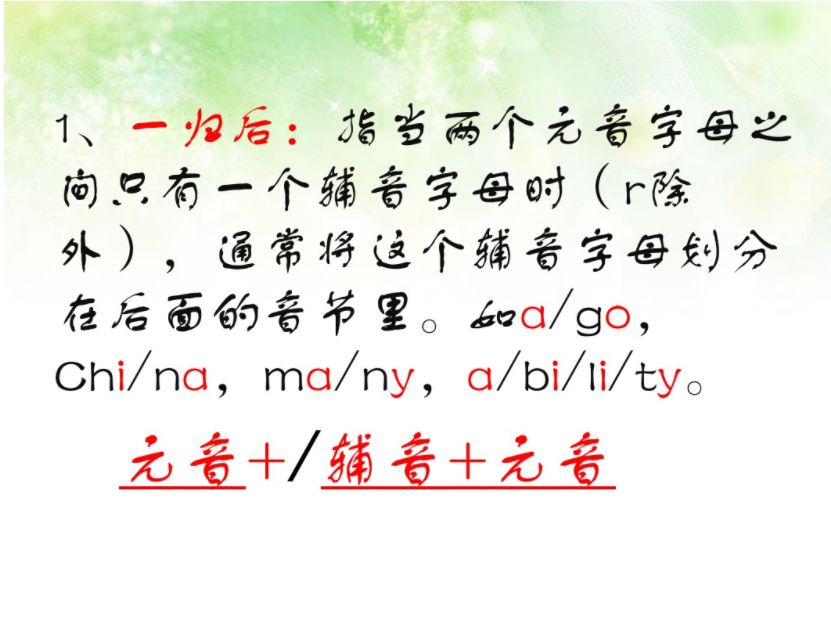 1、一归后：指当两个元音字母之
间只有一个辅音字母时（r除
外），通常将这个辅音字母划分
在后面的音节里。如a/go，
Chi/na，ma/ny，a/bi/li/ty。
元音+/辅音+元音